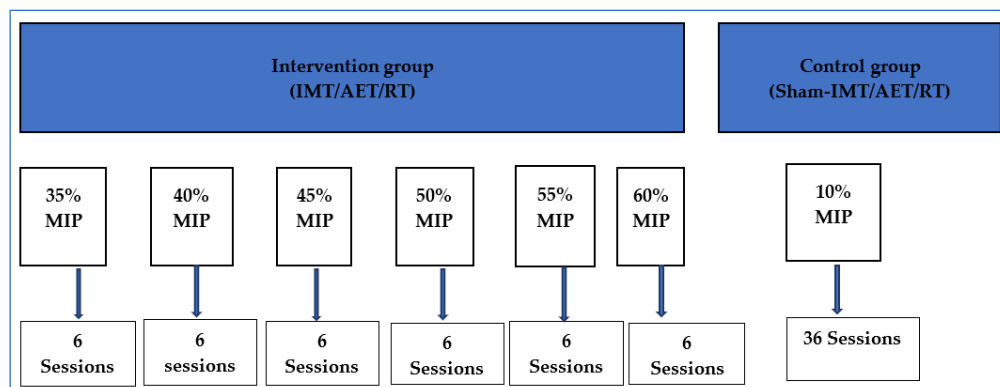 Intervention group
(IMT/AET/RT)
Control group
(Sham-IMT/AET/RT)
35%
MIP
40%
MIP
45%
MIP
50%
MIP
55%
MIP
60%
MIP
10%
MIP
6
Sessions
6
sessions
6
Sessions
6
Sessions
6
Sessions
6
Sessions
36 Sessions